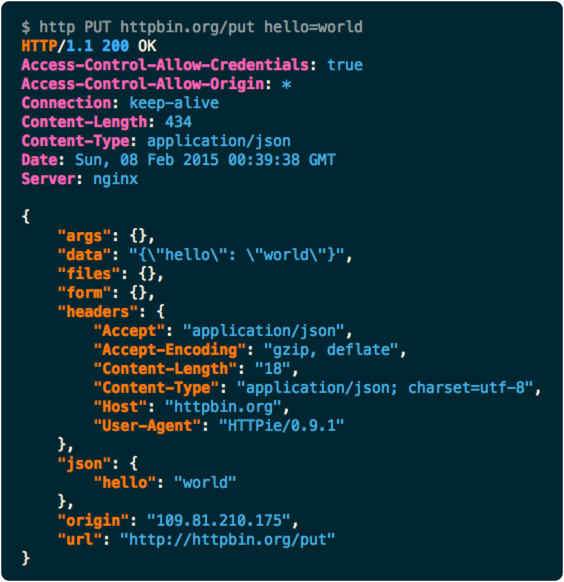 $ http PUT httpbin.org/put hello=world
HTTP/1.1 200 OK
Access-Control-Allow-Credentials: true
Access-Control-Allow-Origin: *
Connection: keep-alive
Content-Length: 434
Content-Type: application/json
Date: Sun, 08 Feb 2015 00:39:38 GMT
Server: nginx

{
    "args": {},
    "data": "{\"hello\": \"world\"}",
    "files": {},
    "form": {},
    "headers": {
        "Accept": "application/json",
        "Accept-Encoding": "gzip, deflate",
        "Content-Length": "18",
        "Content-Type": "application/json; charset=utf-8",
        "Host": "httpbin.org",
        "User-Agent": "HTTPie/0.9.1"
    },
    "json": {
        "hello": "world"
    },
    "origin": "109.81.210.175",
    "url": "http://httpbin.org/put"
}